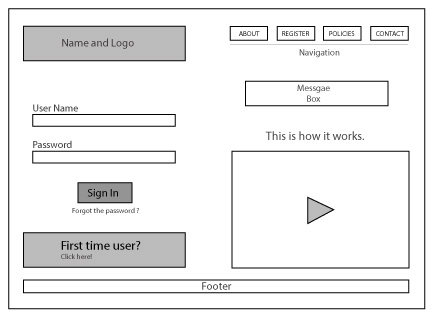 Name and Logo
ABOUT REGISTER POLICIES CONTACT
Navigation
Messgae
Box
User Name
Password
Sign In
Forgot the password ?
This is how it works.
First time user?
Click here!
Footer